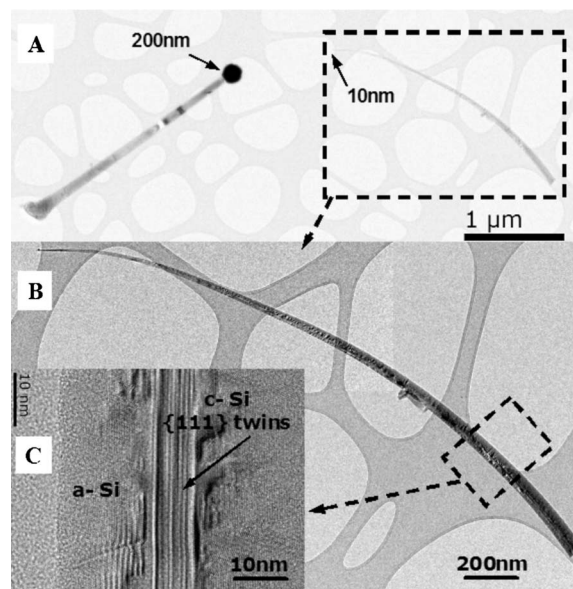 A
200nm
10nm
1 µm
B
10 nm
c- Si
{111} twins
C
a- Si
10nm
200nm